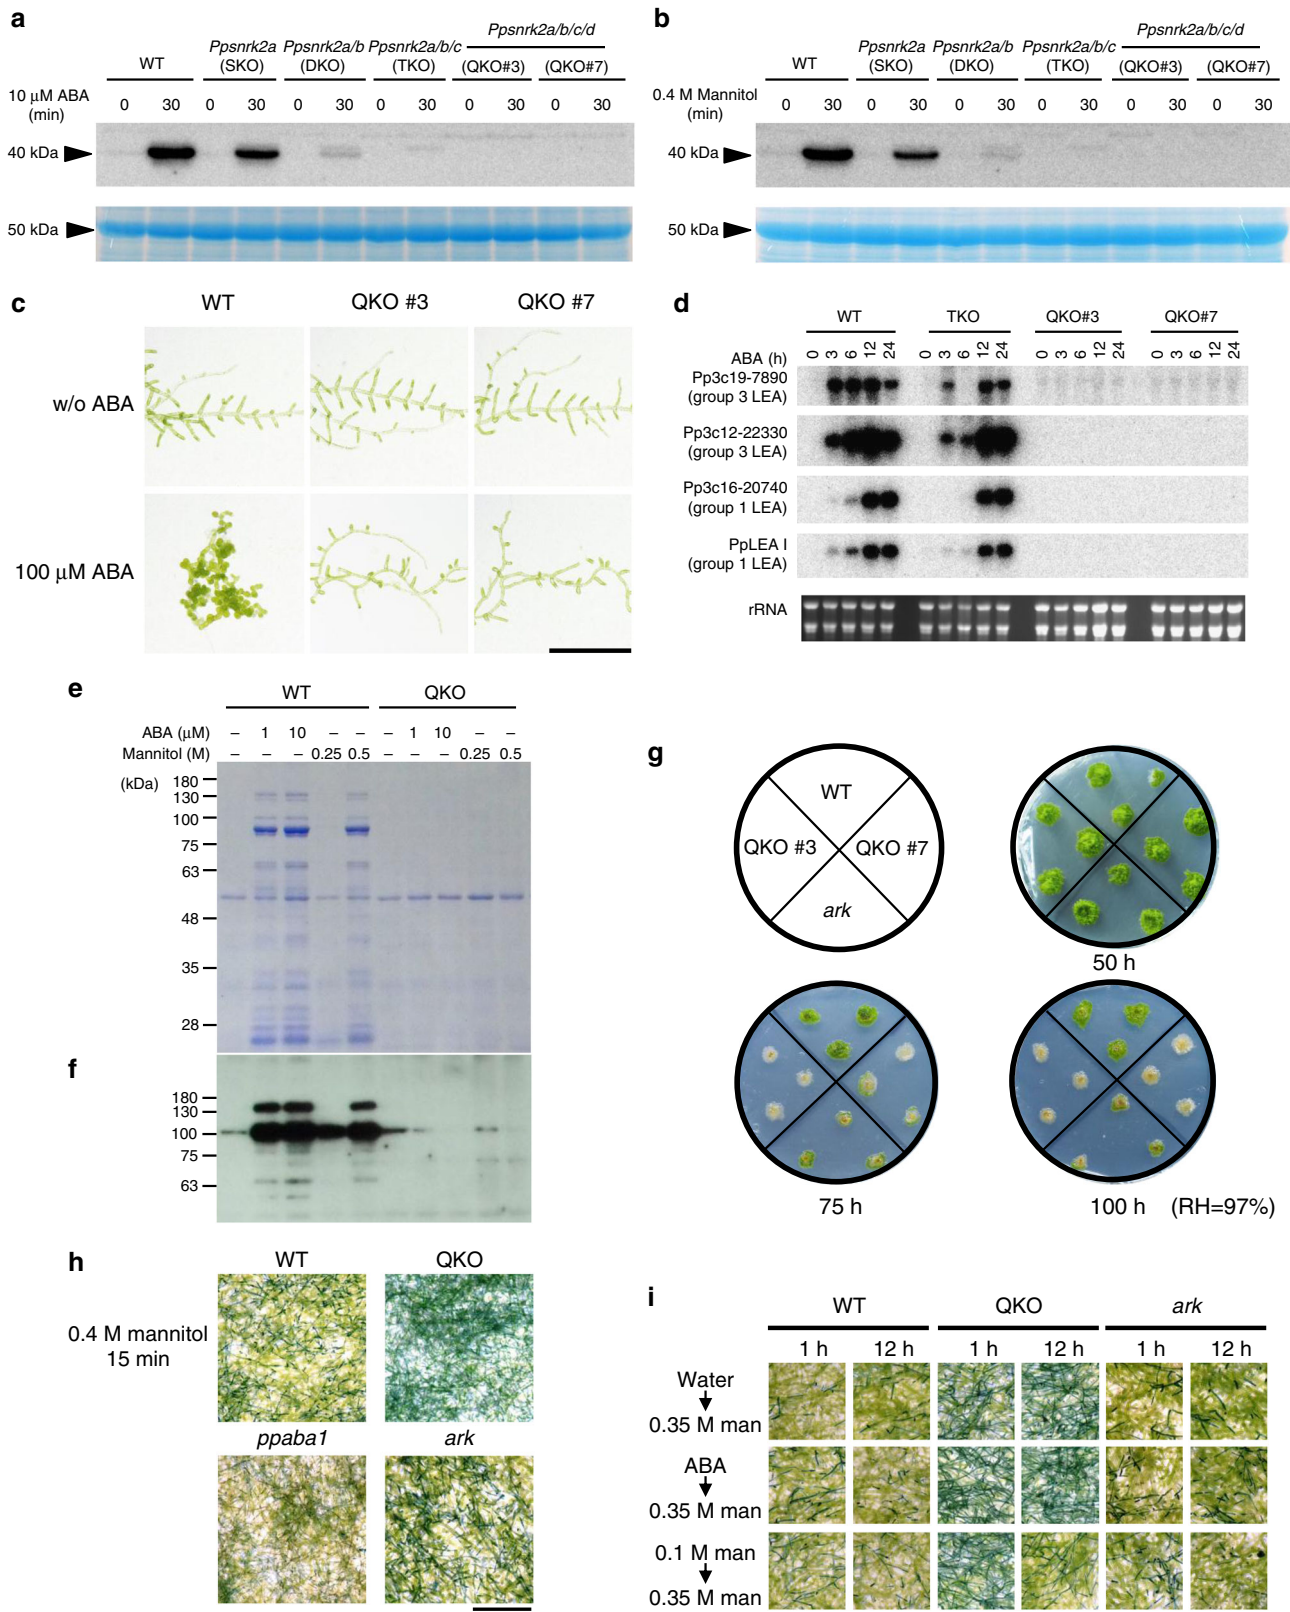 a
Ppsnrk2a/b/c/d
WT
Ppsnrk2a
(SKO)
Ppsnrk2a/b
(DKO)
Ppsnrk2a/b/c
(TKO)
(QKO#3)
(QKO#7)
10 µM ABA
(min)
0 30 0 30 0 30 0 30 0 30 0 30
40 kDa
50 kDa
b
Ppsnrk2a/b/c/d
WT
Ppsnrk2a
(SKO)
Ppsnrk2a/b
(DKO)
Ppsnrk2a/b/c
(TKO)
(QKO#3)
(QKO#7)
0.4 M Mannitol
(min)
0 30 0 30 0 30 0 30 0 30 0 30
40 kDa
50 kDa
c
WT QKO #3 QKO #7
w/o ABA
100 µM ABA
d
WT TKO QKO#3 QKO#7
ABA (h)
0 3 6 12 24 0 3 6 12 24 0 3 6 12 24 0 3 6 12 24
Pp3c19-7890
(group 3 LEA)
Pp3c12-22330
(group 3 LEA)
Pp3c16-20740
(group 1 LEA)
PpLEA I
(group 1 LEA)
rRNA
e
WT QKO
ABA (µM) – 1 10 – – – 1 10 – –
Mannitol (M) – – – 0.25 0.5 – – – 0.25 0.5
(kDa)
180
130
100
75
63
48
35
28
f
180
130
100
75
63
g
WT
QKO #3 QKO #7
ark
50 h
75 h
100 h (RH=97%)
h
WT QKO
0.4 M mannitol
15 min
ppaba1 ark
i
WT QKO ark
1 h 12 h 1 h 12 h 1 h 12 h
Water
0.35 M man
ABA
0.35 M man
0.1 M man
0.35 M man